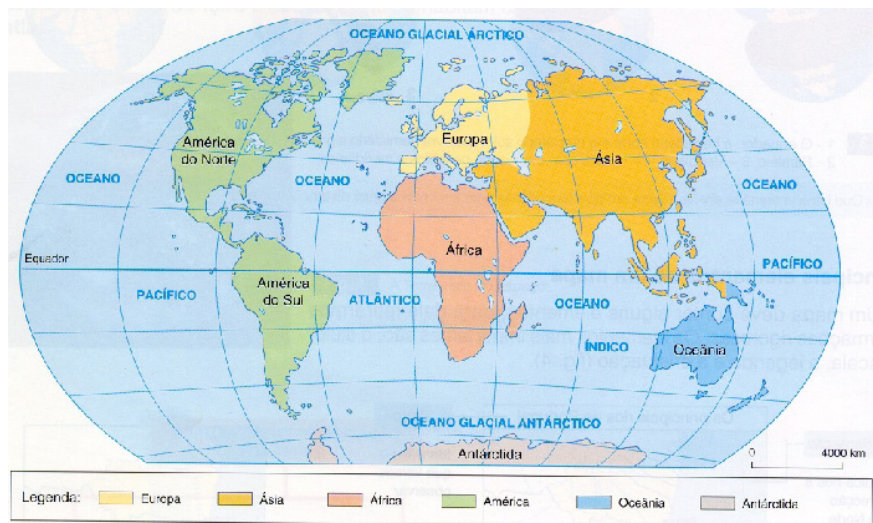 OCEANO GLACIAL ÁRCTICO
América
do Norte
Europa
Ásia
OCEANO
OCEANO
OCEANO
África
Equador
PACÍFICO
América
do Sul
PACÍFICO
ATLÂNTICO
OCEANO
ÍNDICO
Oceânia
OCEANO GLACIAL ANTÁRCTICO
Antárctida
0 4000 km
Legenda: Europa Ásia África América Oceânia Antárctida